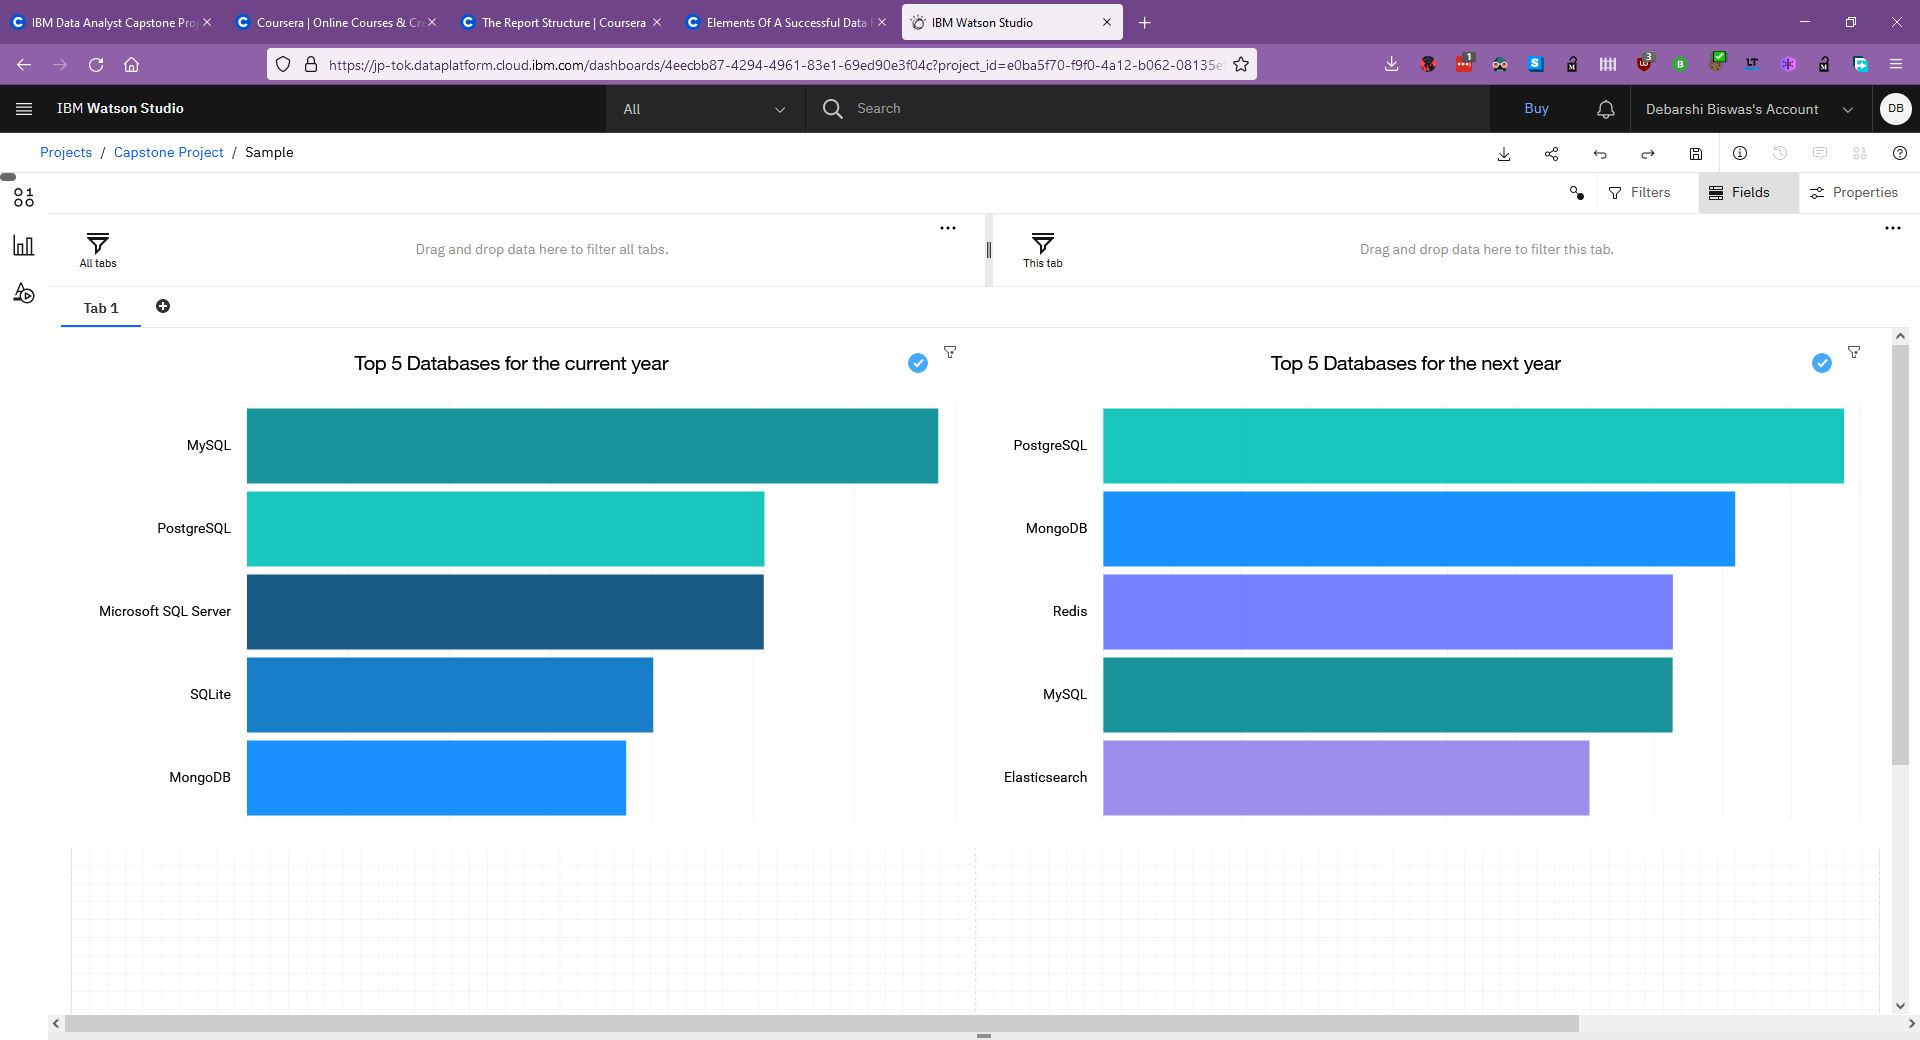 IBM Data Analyst Capstone Proj
Coursera | Online Courses & Cre
The Report Structure | Coursera
Elements Of A Successful Data
IBM Watson Studio
https://jp-tok.dataplatform.cloud.ibm.com/dashboards/4eecbb87-4294-4961-83e1-69ed90e3f04c?project_id=e0ba5f70-f9f0-4a12-b062-08135e
IBM Watson Studio
All
Search
Buy
Debarshi Biswas's Account
DB
Projects / Capstone Project / Sample
Filters
Fields
Properties
All tabs
Drag and drop data here to filter all tabs.
This tab
Drag and drop data here to filter this tab.
Tab 1
Top 5 Databases for the current year
MySQL
PostgreSQL
Microsoft SQL Server
SQLite
MongoDB
Top 5 Databases for the next year
PostgreSQL
MongoDB
Redis
MySQL
Elasticsearch